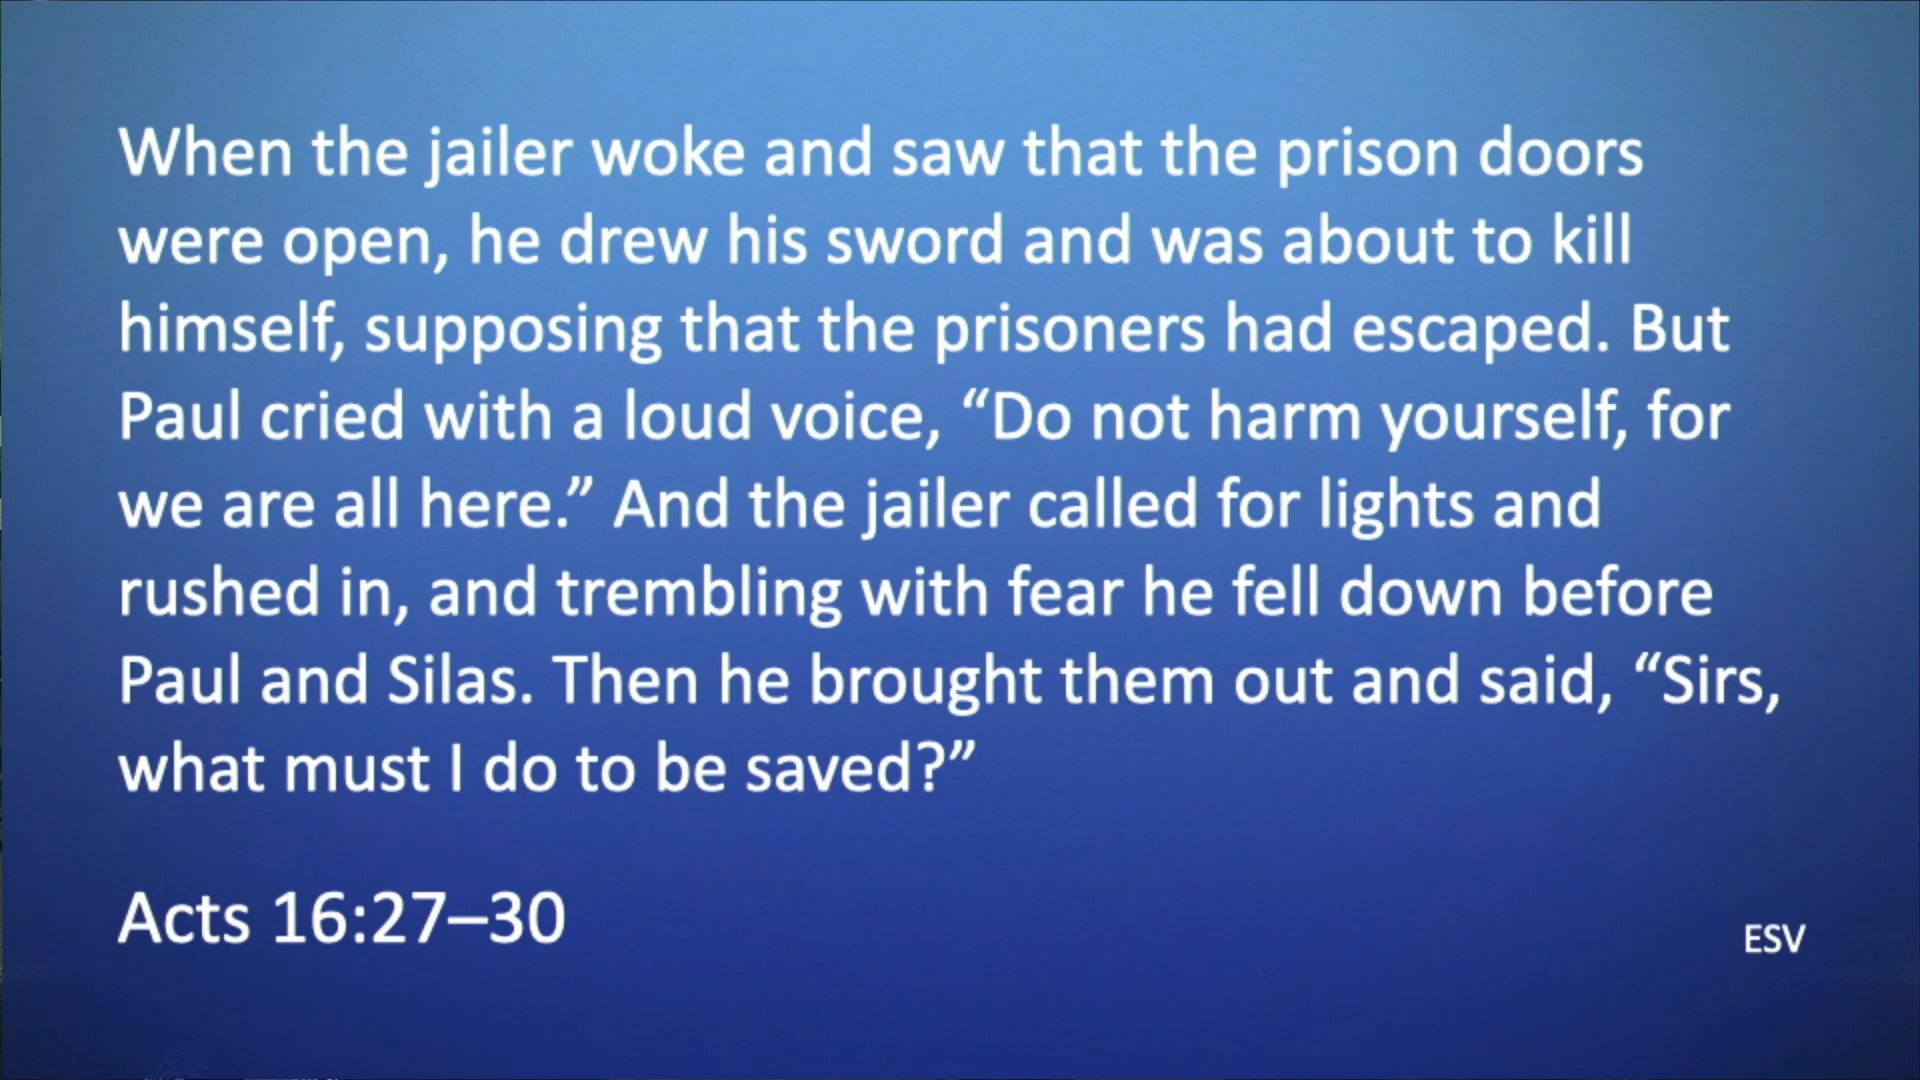 When the jailer woke and saw that the prison doors
were open, he drew his sword and was about to kill
himself, supposing that the prisoners had escaped. But
Paul cried with a loud voice, “Do not harm yourself, for
we are all here.” And the jailer called for lights and
rushed in, and trembling with fear he fell down before
Paul and Silas. Then he brought them out and said, “Sirs,
what must I do to be saved?”
Acts 16:27–30
ESV